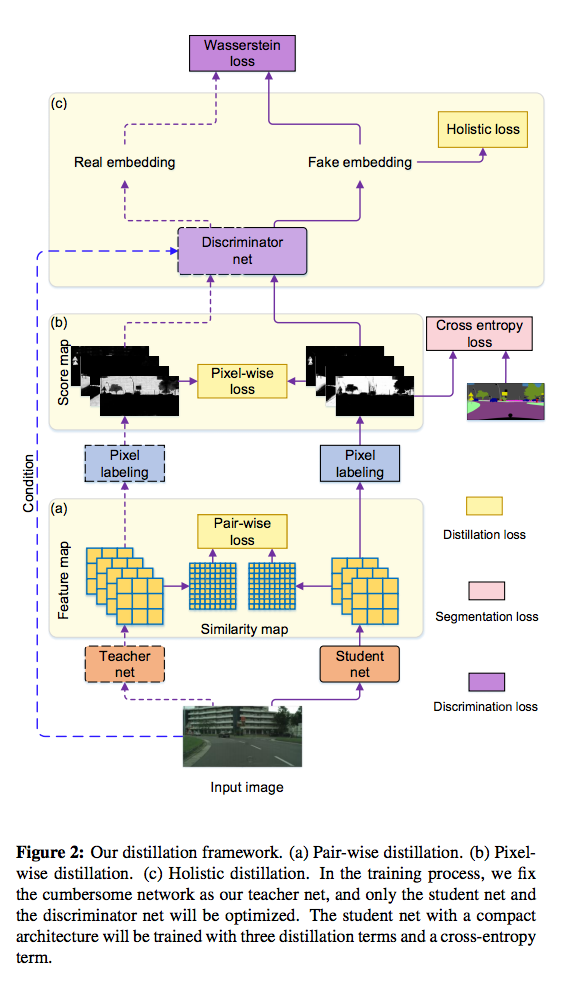 Wasserstein
loss
(c)
Holistic loss
Real embedding
Fake embedding
Discriminator
net
(b)
Score map
Pixel-wise
loss
Cross entropy
loss
Pixel
labeling
Pixel
labeling
Condition
(a)
Feature map
Pair-wise
loss
Similarity map
Distillation loss
Segmentation loss
Discrimination loss
Teacher
net
Student
net
Input image
Figure 2: Our distillation framework. (a) Pair-wise distillation. (b) Pixel-
wise distillation. (c) Holistic distillation. In the training process, we fix
the cumbersome network as our teacher net, and only the student net and
the discriminator net will be optimized. The student net with a compact
architecture will be trained with three distillation terms and a cross-entropy
term.